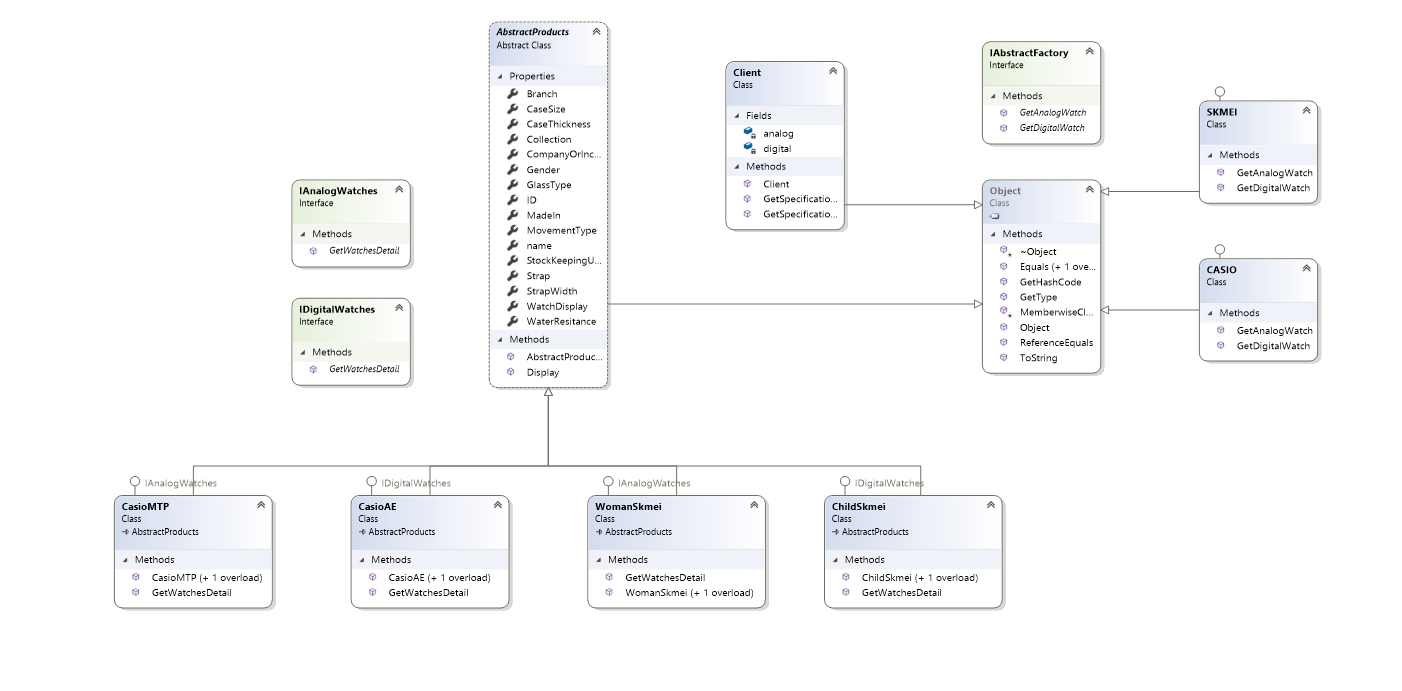 AbstractProducts
Abstract Class
Properties
Branch
CaseSize
CaseThickness
Collection
CompanyOrInc...
Gender
GlassType
ID
MadeIn
MovementType
name
StockKeepingU...
Strap
StrapWidth
WatchDisplay
WaterResitance
Methods
AbstractProduc...
Display
Client
Class
Fields
analog
digital
Methods
Client
GetSpecificatio...
GetSpecificatio...
IAbstractFactory
Interface
Methods
GetAnalogWatch
GetDigitalWatch
SKMEI
Class
Methods
GetAnalogWatch
GetDigitalWatch
IAnalogWatches
Interface
Methods
GetWatchesDetail
Object
Class
Methods
~Object
Equals (+ 1 ove...
GetHashCode
GetType
MemberwiseCl...
Object
ReferenceEquals
ToString
CASIO
Class
Methods
GetAnalogWatch
GetDigitalWatch
IDigitalWatches
Interface
Methods
GetWatchesDetail
IAnalogWatches
CasioMTP
Class
AbstractProducts
Methods
CasioMTP (+ 1 overload)
GetWatchesDetail
IDigitalWatches
CasioAE
Class
AbstractProducts
Methods
CasioAE (+ 1 overload)
GetWatchesDetail
IAnalogWatches
WomanSkmei
Class
AbstractProducts
Methods
GetWatchesDetail
WomanSkmei (+ 1 overload)
IDigitalWatches
ChildSkmei
Class
AbstractProducts
Methods
ChildSkmei (+ 1 overload)
GetWatchesDetail